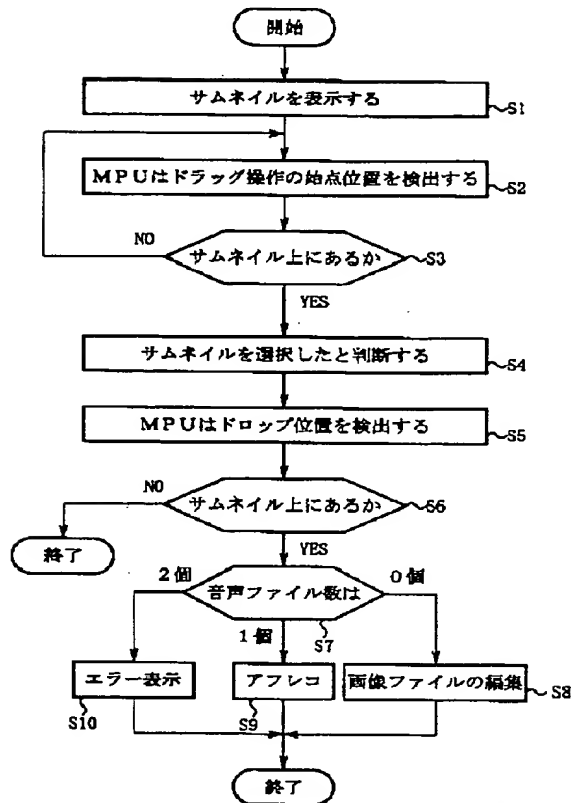 開始
サムネイルを表示する
S1
MPUはドラッグ操作の始点位置を検出する
S2
NO
サムネイル上にあるか
S3
YES
サムネイルを選択したと判断する
S4
MPUはドロップ位置を検出する
S5
NO
サムネイル上にあるか
S6
終了
YES
2個
音声ファイル数は
0個
1個
S7
エラー表示
S10
アフレコ
S9
画像ファイルの編集
S8
終了